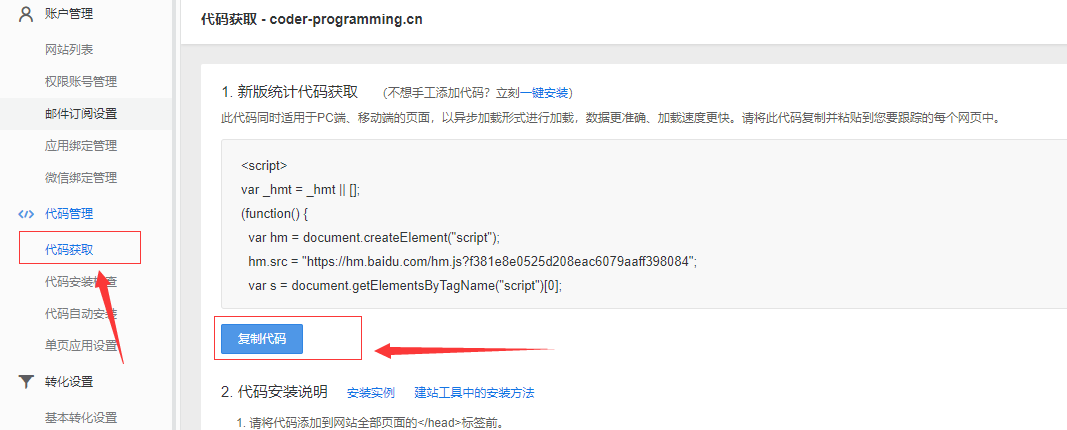 账户管理
网站列表
权限账号管理
邮件订阅设置
应用绑定管理
微信绑定管理
代码管理
代码获取
代码安装检查
代码自动安装
单页应用设置
转化设置
基本转化设置
代码获取 - coder-programming.cn
1. 新版统计代码获取 （不想手工添加代码？立刻一键安装）
此代码同时适用于PC端、移动端的页面，以异步加载形式进行加载，数据更准确、加载速度更快。请将此代码复制并粘贴到您要跟踪的每个网页中。
<script>
var _hmt = _hmt || [];
(function() {
var hm = document.createElement("script");
hm.src = "https://hm.baidu.com/hm.js?f381e8e0525d208eac6079aaff398084";
var s = document.getElementsByTagName("script")[0];
复制代码
2. 代码安装说明 安装实例 建站工具中的安装方法
1. 请将代码添加到网站全部页面的</head>标签前。